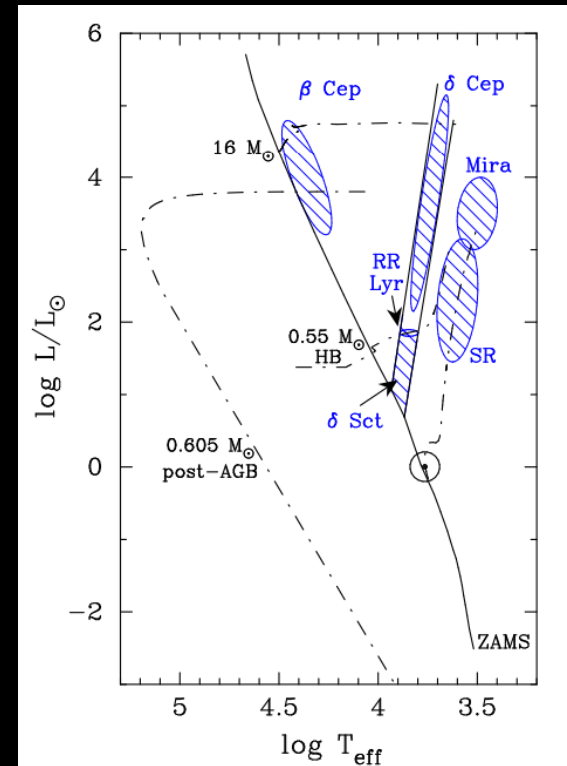 6
β Cep
δ Cep
16 M☉
4
Mira
RR
Lyr
log L/L☉
2
0.55 M☉
HB
SR
δ Sct
0.605 M☉
post-AGB
0
-2
ZAMS
5
4.5
4
3.5
log T_eff